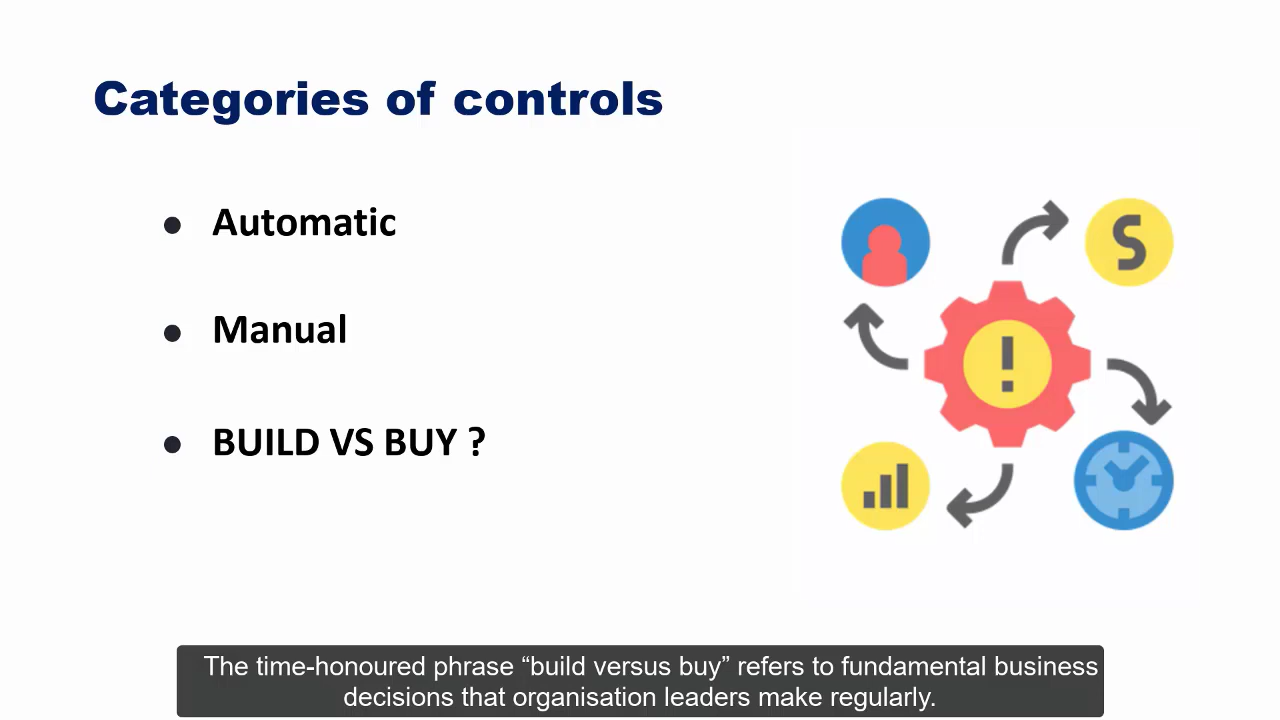 Categories of controls
● Automatic
● Manual
● BUILD VS BUY ?
S
!
The time-honoured phrase “build versus buy” refers to fundamental business
decisions that organisation leaders make regularly.